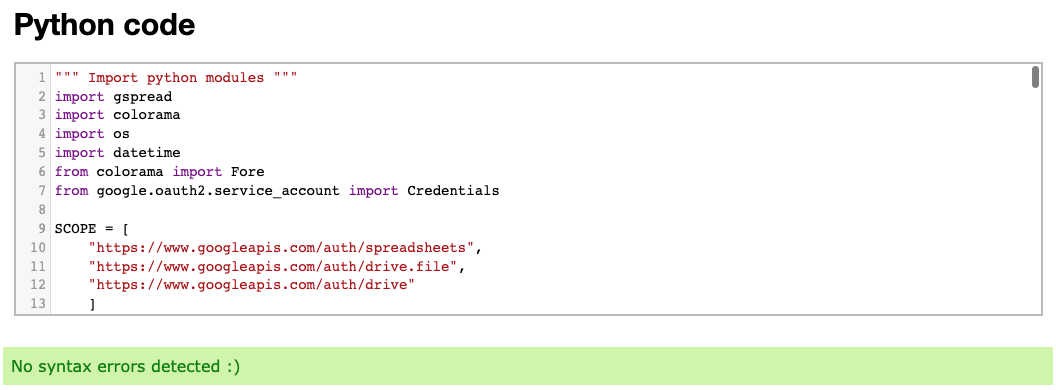 Python code
1 """ Import python modules """
2 import gspread
3 import colorama
4 import os
5 import datetime
6 from colorama import Fore
7 from google.oauth2.service_account import Credentials
8
9 SCOPE = [
10     "https://www.googleapis.com/auth/spreadsheets",
11     "https://www.googleapis.com/auth/drive.file",
12     "https://www.googleapis.com/auth/drive"
13     ]
No syntax errors detected :)